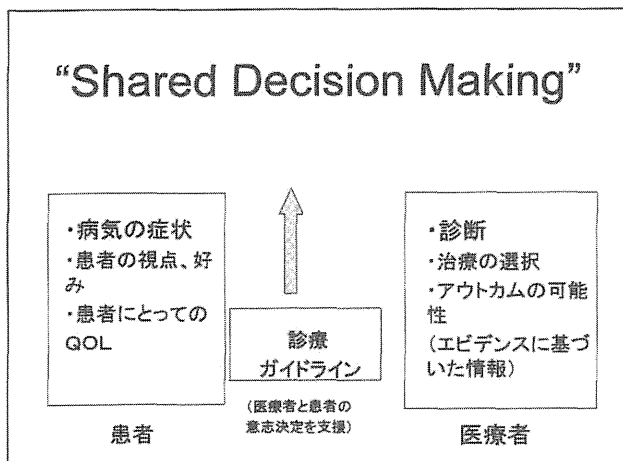 “Shared Decision Making”
・病気の症状
・患者の視点、好
み
・患者にとっての
QOL
患者
診療
ガイドライン
(医療者と患者の
意志決定を支援)
・診断
・治療の選択
・アウトカムの可能
性
(エビデンスに基づ
いた情報)
医療者